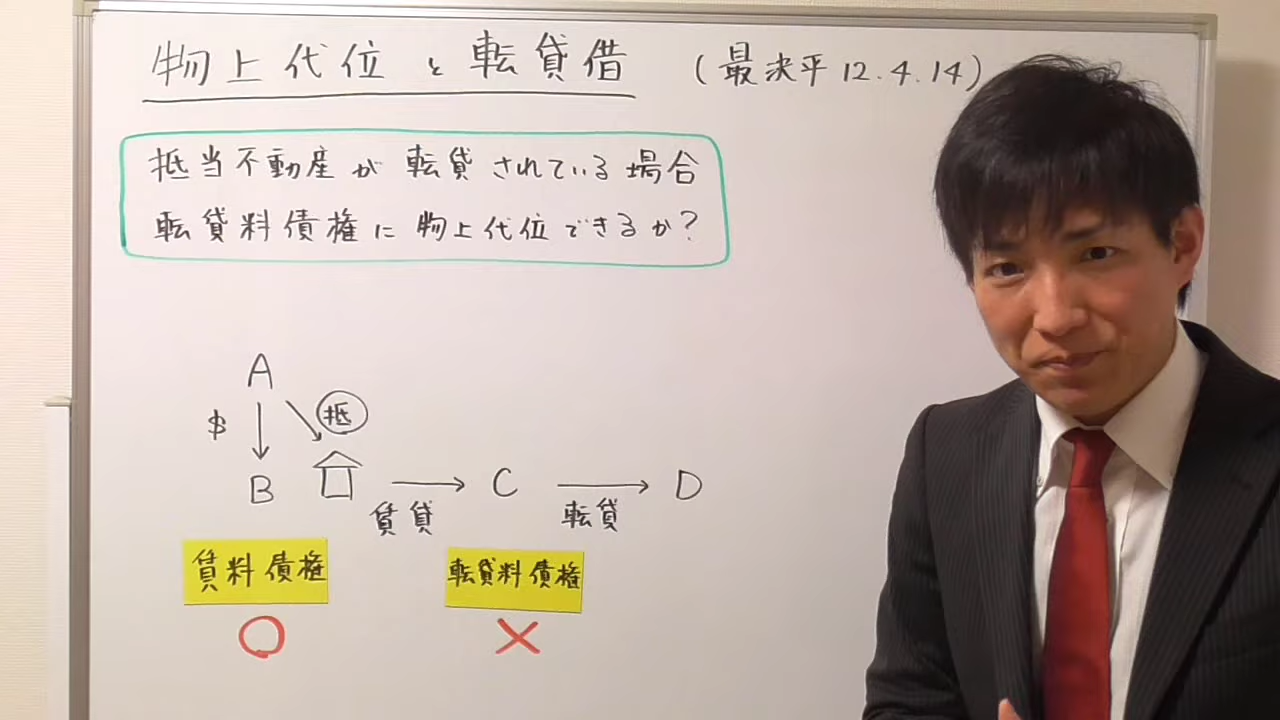 物上代位と転貸借 (最決平12.4.14)
抵当不動産が転貸されている場合
転貸料債権に物上代位できるか?
A
$ 抵
B C D
賃貸 転貸
賃料債権 転貸料債権
○ ×